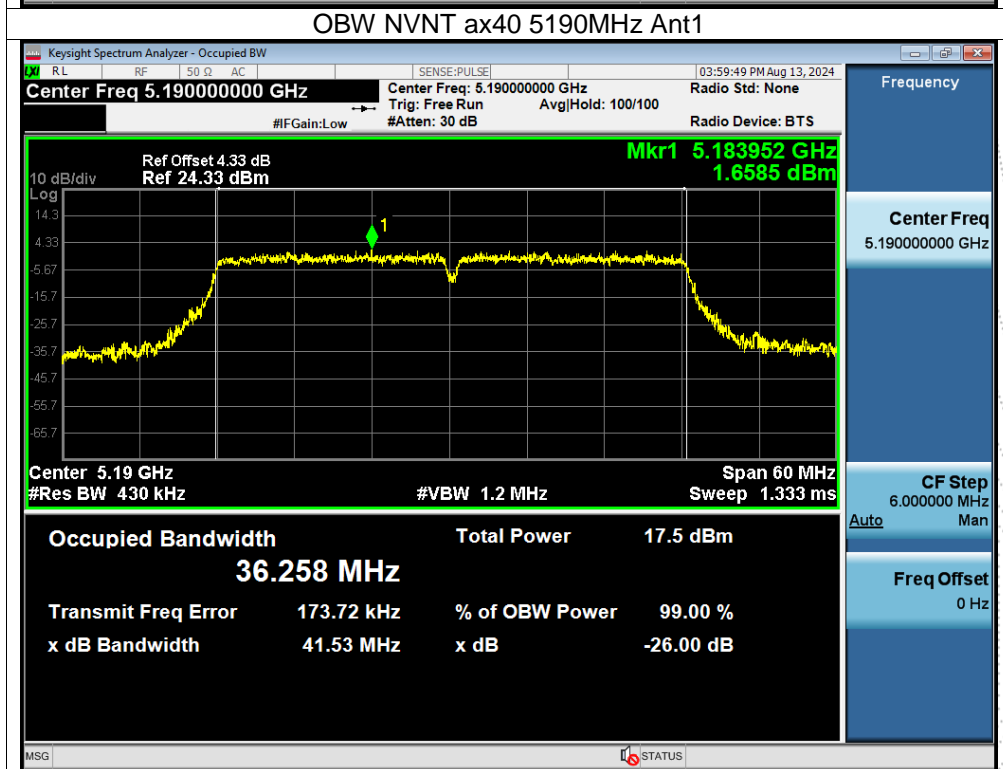 OBW NVNT ax40 5190MHz Ant1
Keysight Spectrum Analyzer - Occupied BW
LXI RL RF 50 Ω AC SENSE:PULSE 03:59:49 PM Aug 13, 2024
Center Freq 5.190000000 GHz
Center Freq: 5.190000000 GHz
Radio Std: None
Trig: Free Run Avg|Hold: 100/100
#IFGain:Low
#Atten: 30 dB
Radio Device: BTS
Frequency
Ref Offset 4.33 dB
10 dB/div Ref 24.33 dBm
Mkr1 5.183952 GHz
1.6585 dBm
Log
14.3
4.33
-5.67
-15.7
-25.7
-35.7
-45.7
-55.7
-65.7
1
Center 5.19 GHz
Span 60 MHz
#Res BW 430 kHz
#VBW 1.2 MHz
Sweep 1.333 ms
Center Freq
5.190000000 GHz
CF Step
6.000000 MHz
Auto Man
Freq Offset
0 Hz
Occupied Bandwidth
36.258 MHz
Total Power 17.5 dBm
Transmit Freq Error 173.72 kHz % of OBW Power 99.00 %
x dB Bandwidth 41.53 MHz x dB -26.00 dB
MSG STATUS